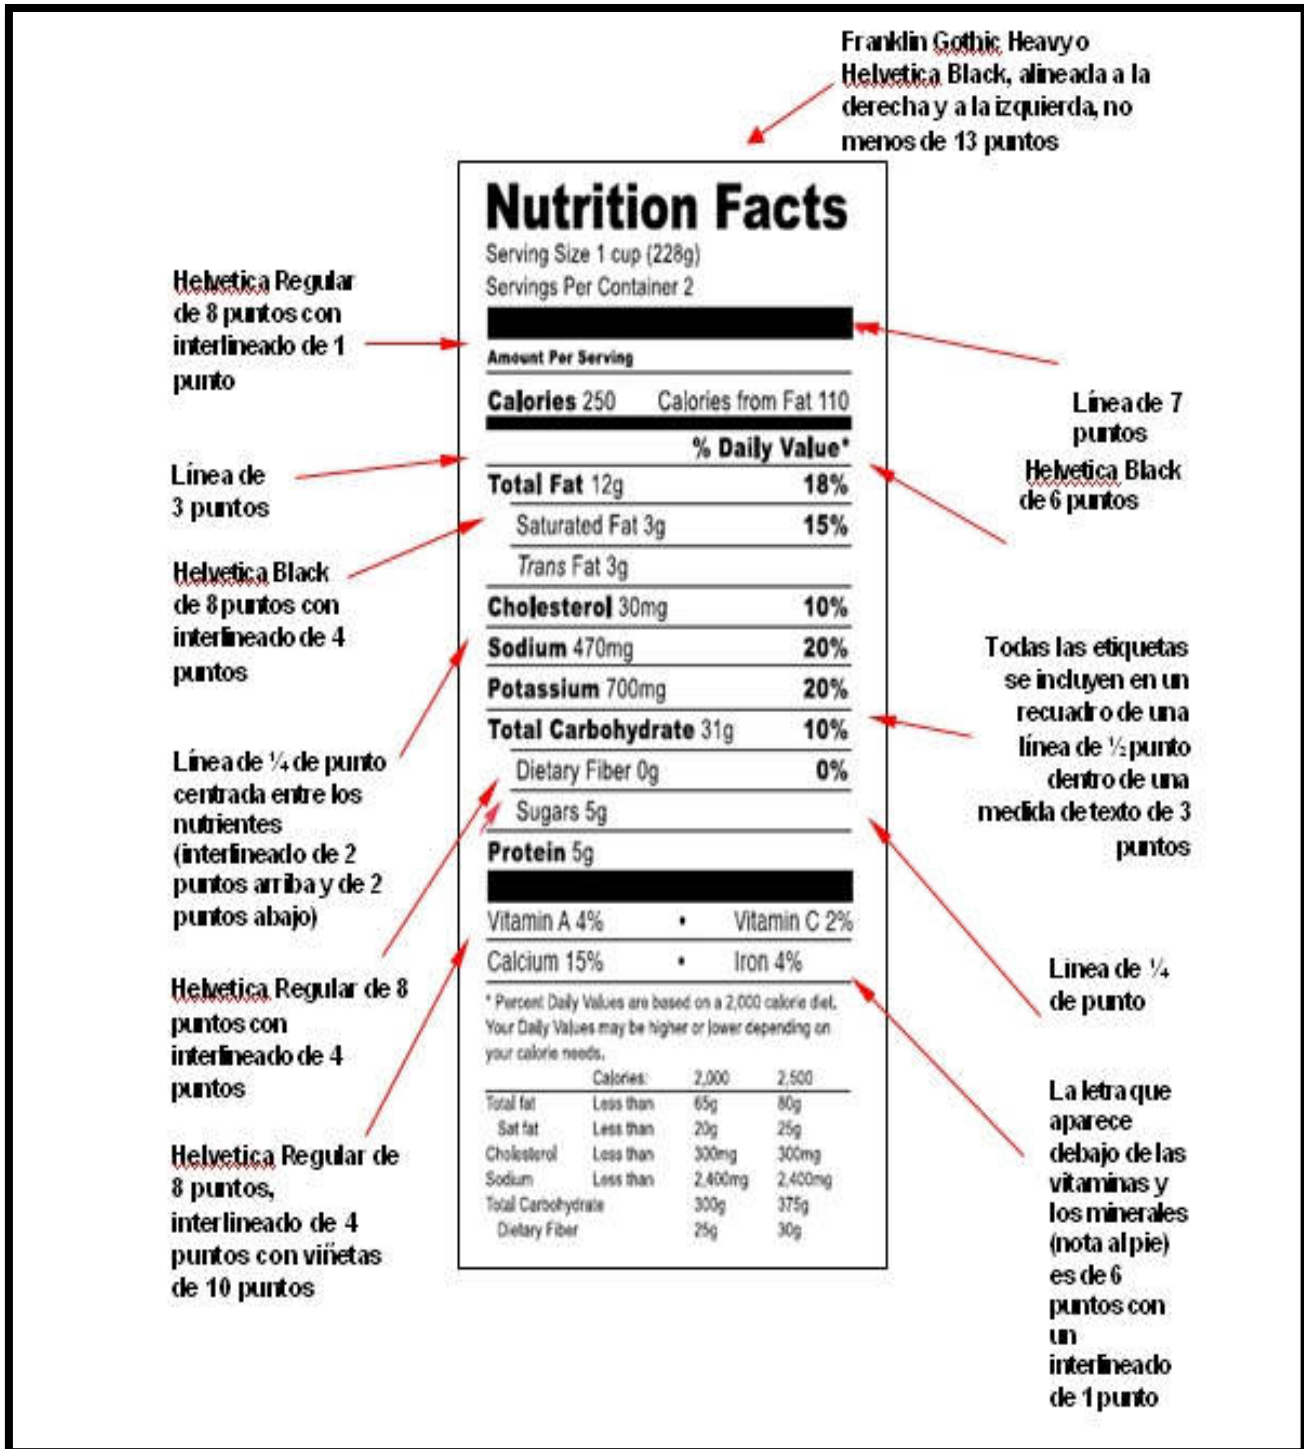 Franklin Gothic Heavy o
Helvetica Black, alineada a la
derecha y a la izquierda, no
menos de 13 puntos
Nutrition Facts
Serving Size 1 cup (228g)
Servings Per Container 2
Amount Per Serving
Calories 250 Calories from Fat 110
% Daily Value*
Total Fat 12g 18%
Saturated Fat 3g 15%
Trans Fat 3g
Cholesterol 30mg 10%
Sodium 470mg 20%
Potassium 700mg 20%
Total Carbohydrate 31g 10%
Dietary Fiber 0g 0%
Sugars 5g
Protein 5g
Vitamin A 4% • Vitamin C 2%
Calcium 15% • Iron 4%
* Percent Daily Values are based on a 2,000 calorie diet.
Your Daily Values may be higher or lower depending on
your calorie needs.
Calories: 2,000 2,500
Total fat Less than 65g 80g
Sat fat Less than 20g 25g
Cholesterol Less than 300mg 300mg
Sodium Less than 2,400mg 2,400mg
Total Carbohydrate 300g 375g
Dietary Fiber 25g 30g
Helvetica Regular
de 8 puntos con
interlineado de 1
punto
Línea de
3 puntos
Helvetica Black
de 8 puntos con
interlineado de 4
puntos
Línea de ¼ de punto
centrada entre los
nutrientes
(interlineado de 2
puntos arriba y de 2
puntos abajo)
Helvetica Regular de 8
puntos con
interlineado de 4
puntos
Helvetica Regular de
8 puntos,
interlineado de 4
puntos con viñetas
de 10 puntos
Línea de 7
puntos
Helvetica Black
de 6 puntos
Todas las etiquetas
se incluyen en un
recuadro de una
línea de ½ punto
dentro de una
medida de texto de 3
puntos
Linea de ¼
de punto
La letra que
aparece
debajo de las
vitaminas y
los minerales
(nota al pie)
es de 6
puntos con
un
interlineado
de 1 punto